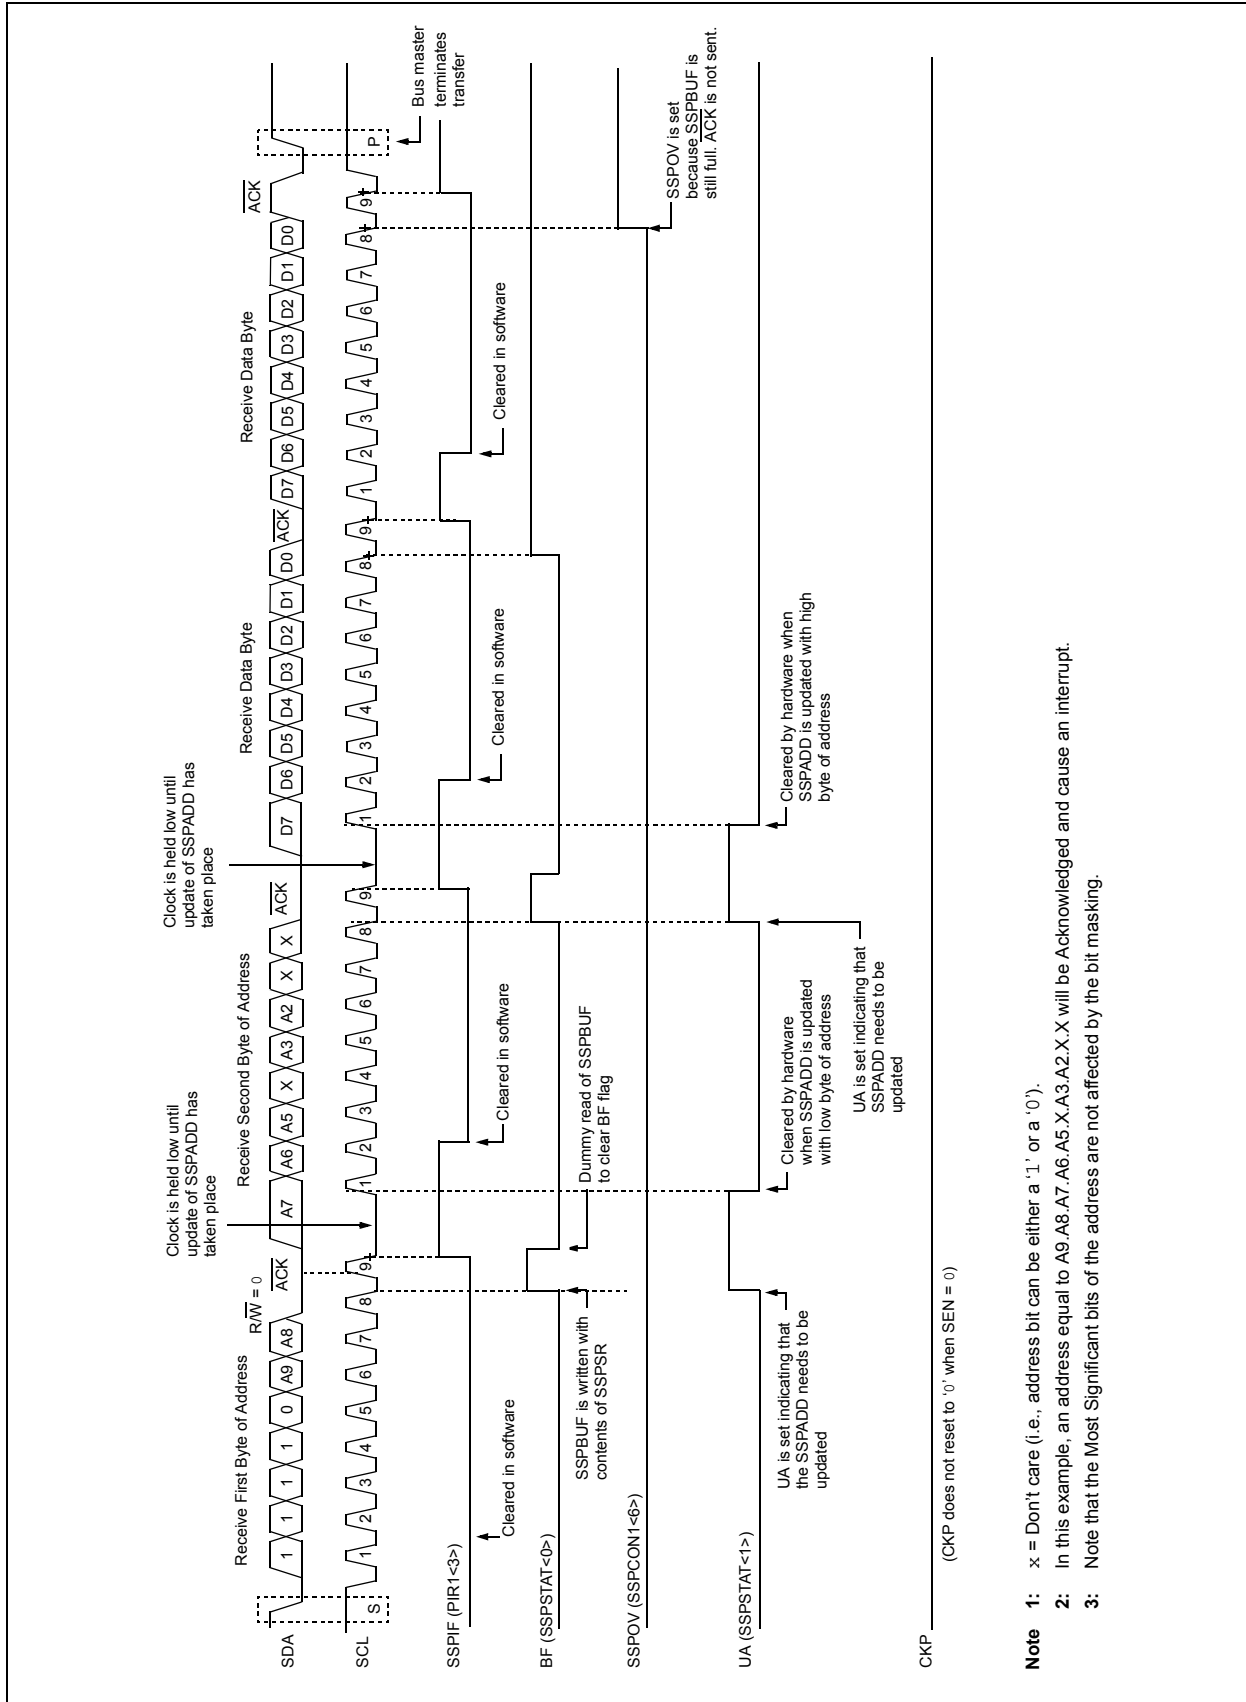 Clock is held low until
update of SSPADD has
taken place
Clock is held low until
update of SSPADD has
taken place
Receive First Byte of Address
R/W = 0
ACK
Receive Second Byte of Address
ACK
Receive Data Byte
ACK
Receive Data Byte
ACK
SDA
1 1 1 1 0 A9 A8 A7 A6 A5 X A3 A2 X X D7 D6 D5 D4 D3 D2 D1 D0 D7 D6 D5 D4 D3 D2 D1 D0
SCL
S 1 2 3 4 5 6 7 8 9 1 2 3 4 5 6 7 8 9 1 2 3 4 5 6 7 8 9 1 2 3 4 5 6 7 8 9 P
Bus master
terminates
transfer
SSPIF (PIR1<3>)
Cleared in software
Cleared in software
Cleared in software
Cleared in software
BF (SSPSTAT<0>)
SSPBUF is written with
contents of SSPSR
Dummy read of SSPBUF
to clear BF flag
SSPOV (SSPCON1<6>)
SSPOV is set
because SSPBUF is
still full. ACK is not sent.
UA (SSPSTAT<1>)
UA is set indicating that
the SSPADD needs to be
updated
Cleared by hardware
when SSPADD is updated
with low byte of address
UA is set indicating that
SSPADD needs to be
updated
Cleared by hardware when
SSPADD is updated with high
byte of address
CKP
(CKP does not reset to ‘0’ when SEN = 0)
Note 1: x = Don’t care (i.e., address bit can be either a ‘1’ or a ‘0’).
2: In this example, an address equal to A9.A8.A7.A6.A5.X.A3.A2.X.X will be Acknowledged and cause an interrupt.
3: Note that the Most Significant bits of the address are not affected by the bit masking.